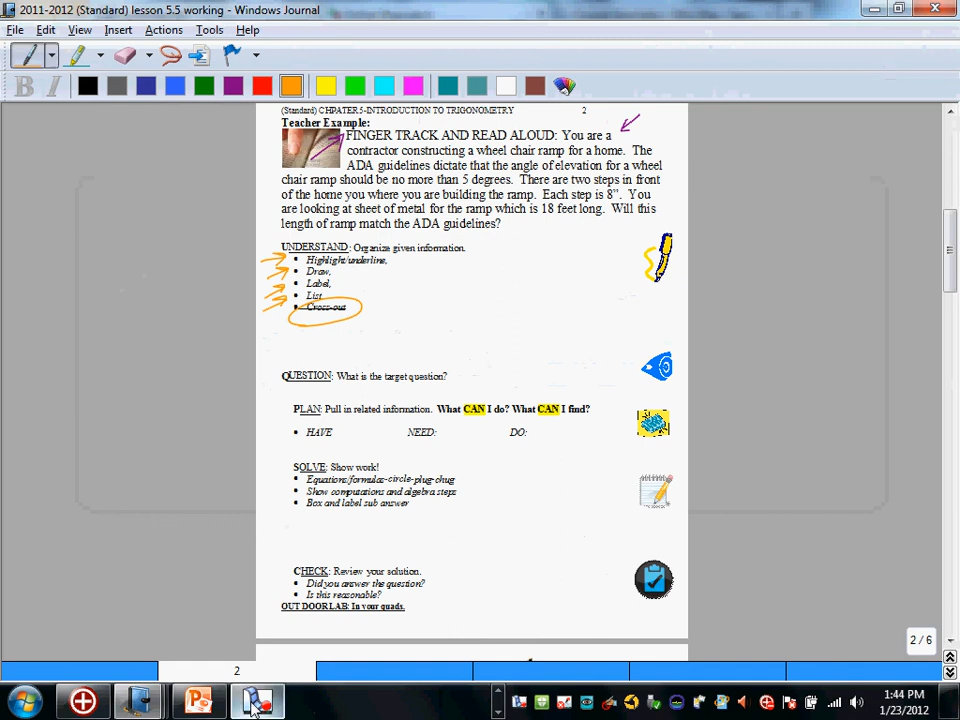 2011-2012 (Standard) lesson 5.5 working - Windows Journal
File Edit View Insert Actions Tools Help
B I
(Standard) CHPATER 5-INTRODUCTION TO TRIGONOMETRY 2
Teacher Example:
FINGER TRACK AND READ ALOUD: You are a
contractor constructing a wheel chair ramp for a home. The
ADA guidelines dictate that the angle of elevation for a wheel
chair ramp should be no more than 5 degrees. There are two steps in front
of the home you where you are building the ramp. Each step is 8". You
are looking at sheet of metal for the ramp which is 18 feet long. Will this
length of ramp match the ADA guidelines?
UNDERSTAND: Organize given information.
• Highlight/underline,
• Draw,
• Label,
• List
• Cross-out
QUESTION: What is the target question?
PLAN: Pull in related information. What CAN I do? What CAN I find?
• HAVE NEED: DO:
SOLVE: Show work!
• Equations/formulas-circle-plug-chug
• Show computations and algebra steps
• Box and label sub answer
CHECK: Review your solution.
• Did you answer the question?
• Is this reasonable?
OUT DOOR LAB: In your quads.
2 / 6
2
1:44 PM
1/23/2012